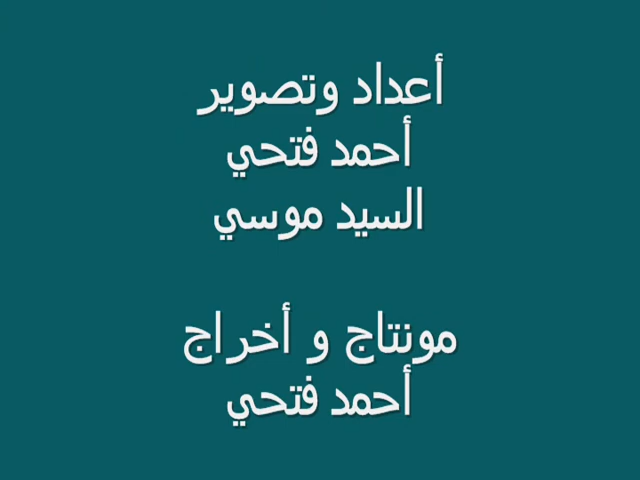 أعداد وتصوير
أحمد فتحي
السيد موسي
مونتاج و أخراج
أحمد فتحي